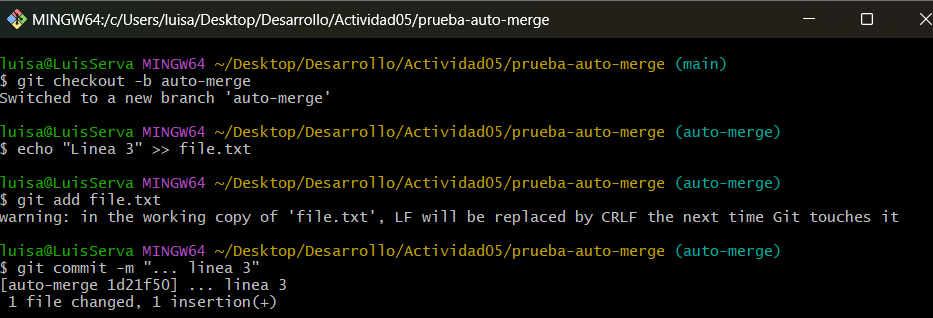 MINGW64:/c/Users/luisa/Desktop/Desarrollo/Actividad05/prueba-auto-merge
luisa@LuisServa MINGW64 ~/Desktop/Desarrollo/Actividad05/prueba-auto-merge (main)
$ git checkout -b auto-merge
Switched to a new branch 'auto-merge'
luisa@LuisServa MINGW64 ~/Desktop/Desarrollo/Actividad05/prueba-auto-merge (auto-merge)
$ echo "Linea 3" >> file.txt
luisa@LuisServa MINGW64 ~/Desktop/Desarrollo/Actividad05/prueba-auto-merge (auto-merge)
$ git add file.txt
warning: in the working copy of 'file.txt', LF will be replaced by CRLF the next time Git touches it
luisa@LuisServa MINGW64 ~/Desktop/Desarrollo/Actividad05/prueba-auto-merge (auto-merge)
$ git commit -m "... linea 3"
[auto-merge 1d21f50] ... linea 3
 1 file changed, 1 insertion(+)